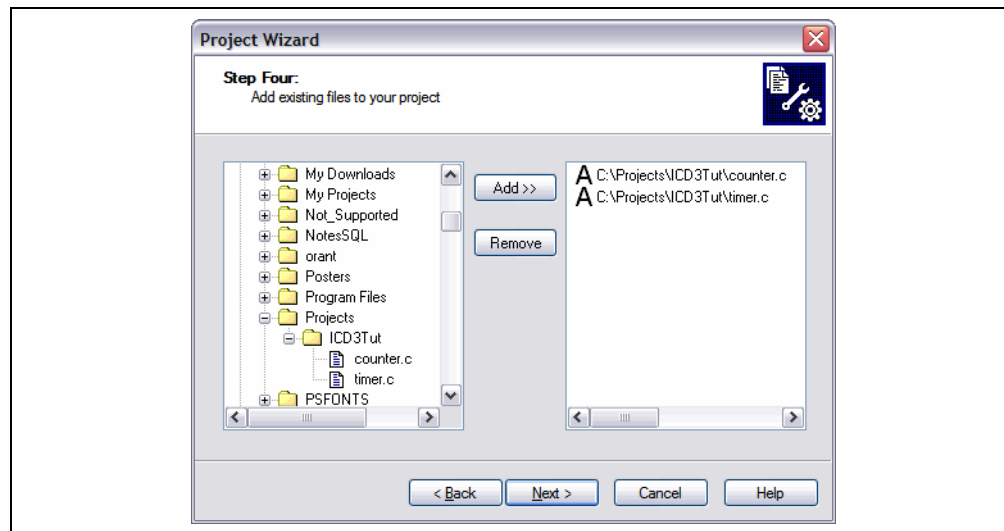 Project Wizard
Step Four:
Add existing files to your project
My Downloads
My Projects
Not_Supported
NotesSQL
orant
Posters
Program Files
Projects
ICD3Tut
counter.c
timer.c
PSFONTS
Add >>
Remove
A C:\Projects\ICD3Tut\counter.c
A C:\Projects\ICD3Tut\timer.c
< Back
Next >
Cancel
Help